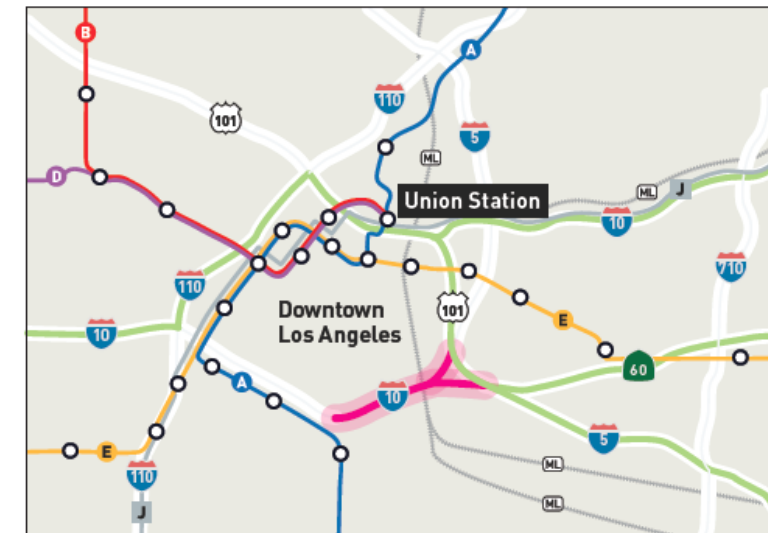 B
A
110
101
5
ML
D
ML
J
Union Station
10
110
710
101
Downtown
Los Angeles
E
10
60
A
10
5
E
110
ML
J
ML